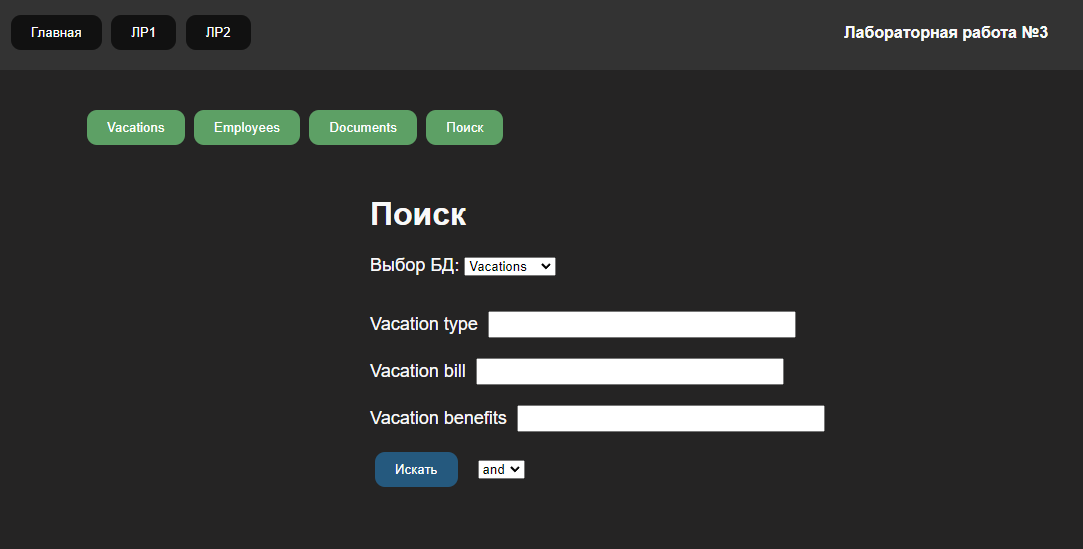 Главная ЛР1 ЛР2 Лабораторная работа №3
Vacations Employees Documents Поиск
Поиск
Выбор БД: Vacations
Vacation type
Vacation bill
Vacation benefits
Искать and